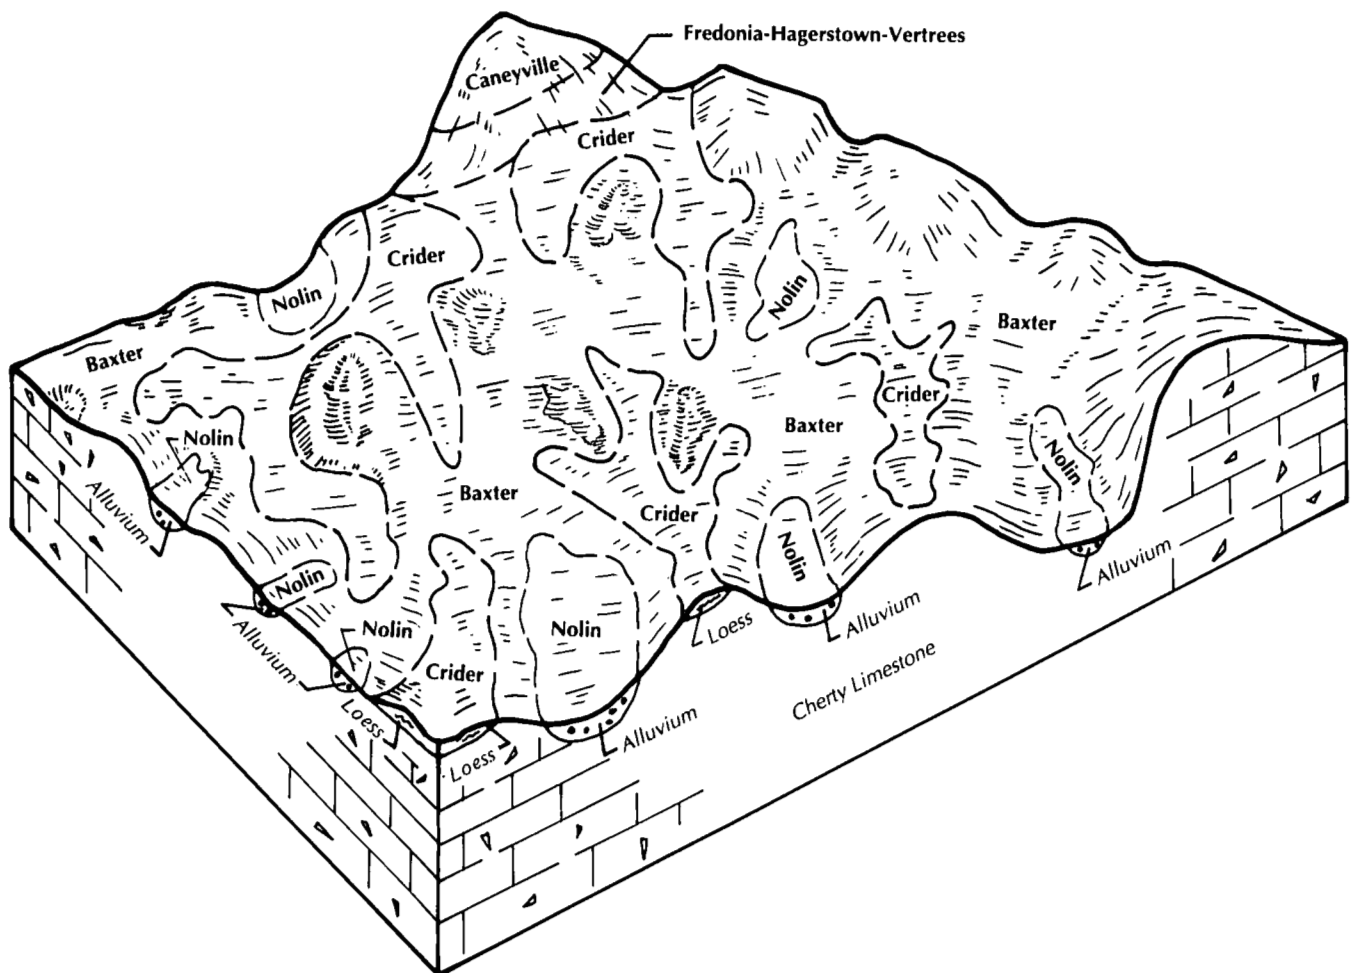 Fredonia-Hagerstown-Vertrees
Caneyville
Crider
Crider
Nolin
Nolin
Baxter
Baxter
Crider
Baxter
Nolin
Nolin
Alluvium
Baxter
Crider
Nolin
Nolin
Alluvium
Nolin
Alluvium
Nolin
Alluvium
Loess
Crider
Loess
Loess
Alluvium
Cherty Limestone